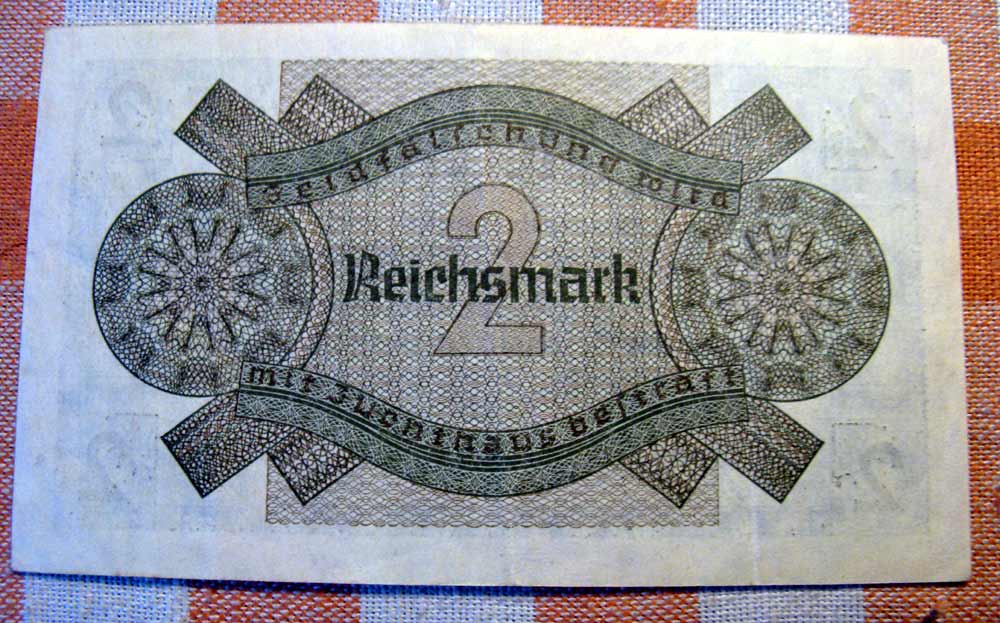 Geldfälschung wird
2
Reichsmark
mit Zuchthaus bestraft